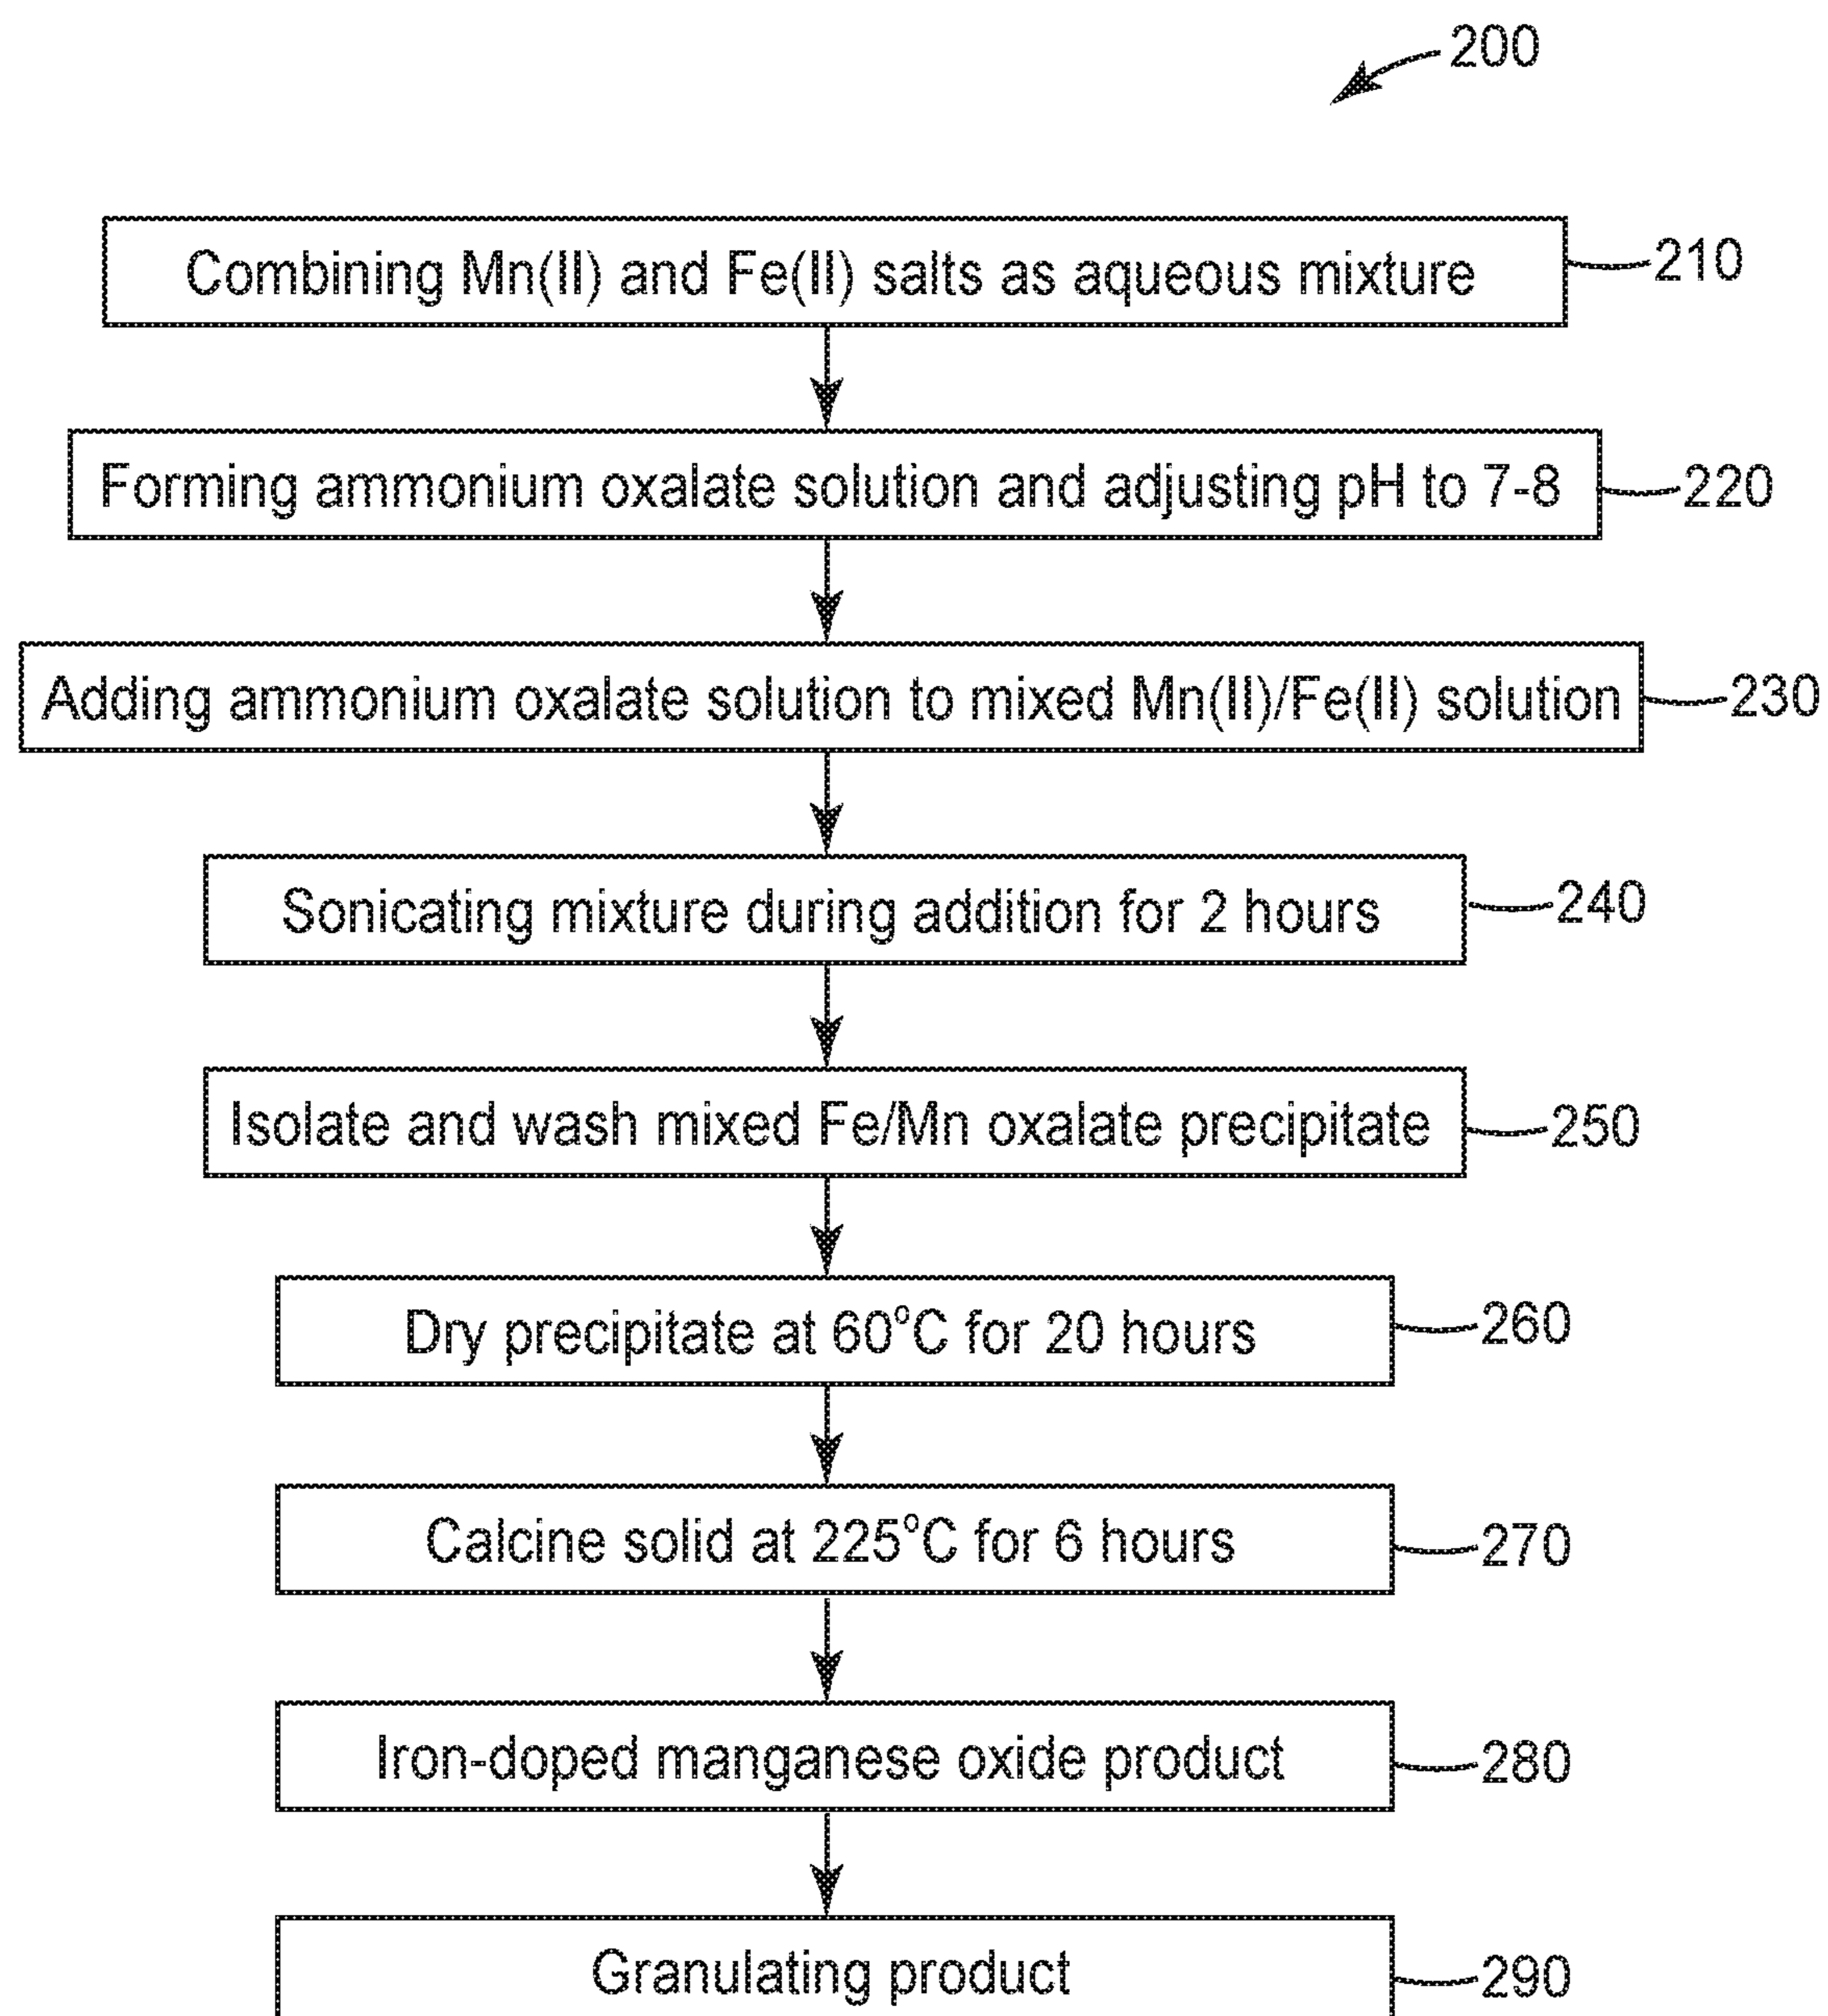 200
Combining Mn(II) and Fe(II) salts as aqueous mixture 210
Forming ammonium oxalate solution and adjusting pH to 7-8 220
Adding ammonium oxalate solution to mixed Mn(II)/Fe(II) solution 230
Sonicating mixture during addition for 2 hours 240
Isolate and wash mixed Fe/Mn oxalate precipitate 250
Dry precipitate at 60°C for 20 hours 260
Calcine solid at 225°C for 6 hours 270
Iron-doped manganese oxide product 280
Granulating product 290